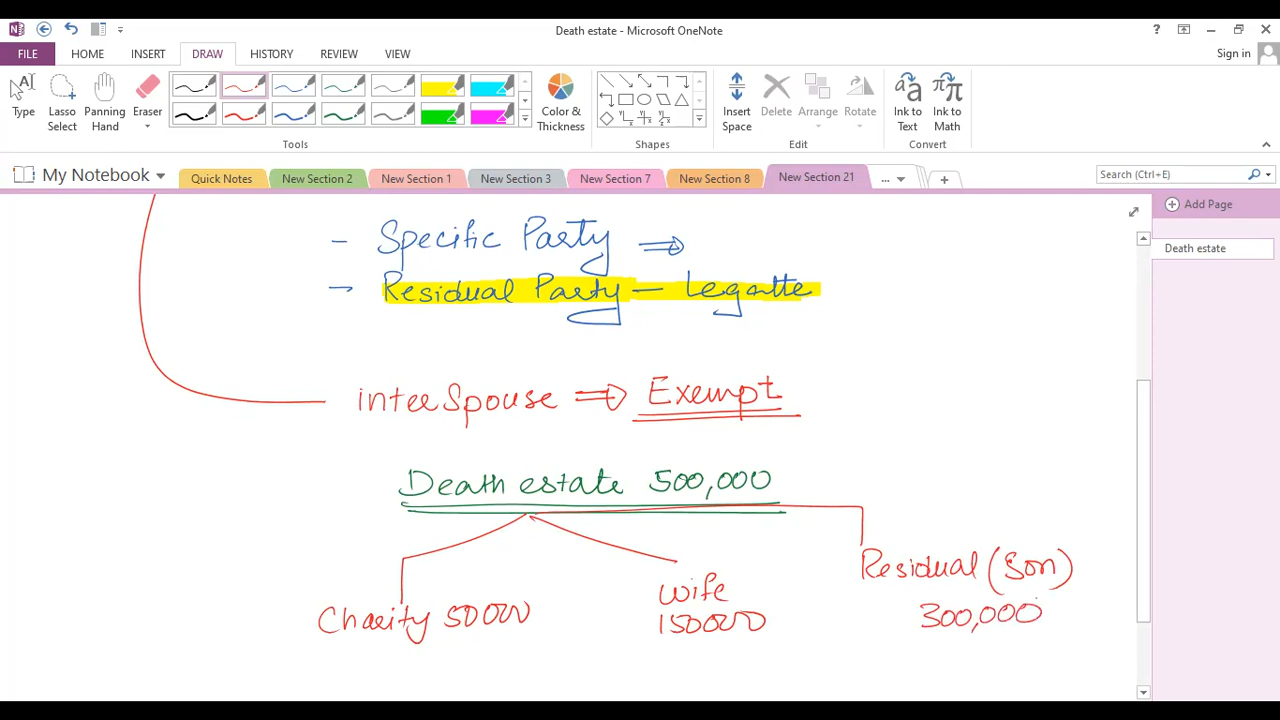 Death estate - Microsoft OneNote
Sign in
FILE HOME INSERT DRAW HISTORY REVIEW VIEW
Type
Lasso Select
Panning Hand
Eraser
Color & Thickness
Insert Space
Delete
Arrange
Rotate
Ink to Text
Ink to Math
Tools Shapes Edit Convert
My Notebook Quick Notes New Section 2 New Section 1 New Section 3 New Section 7 New Section 8 New Section 21 ... Search (Ctrl+E)
Add Page
Death estate
- Specific Party ⇒
- Residual Party - Legatte
interSpouse ⇒ Exempt
Death estate 500,000
Charity 50000
Wife
150000
Residual (Son)
300,000